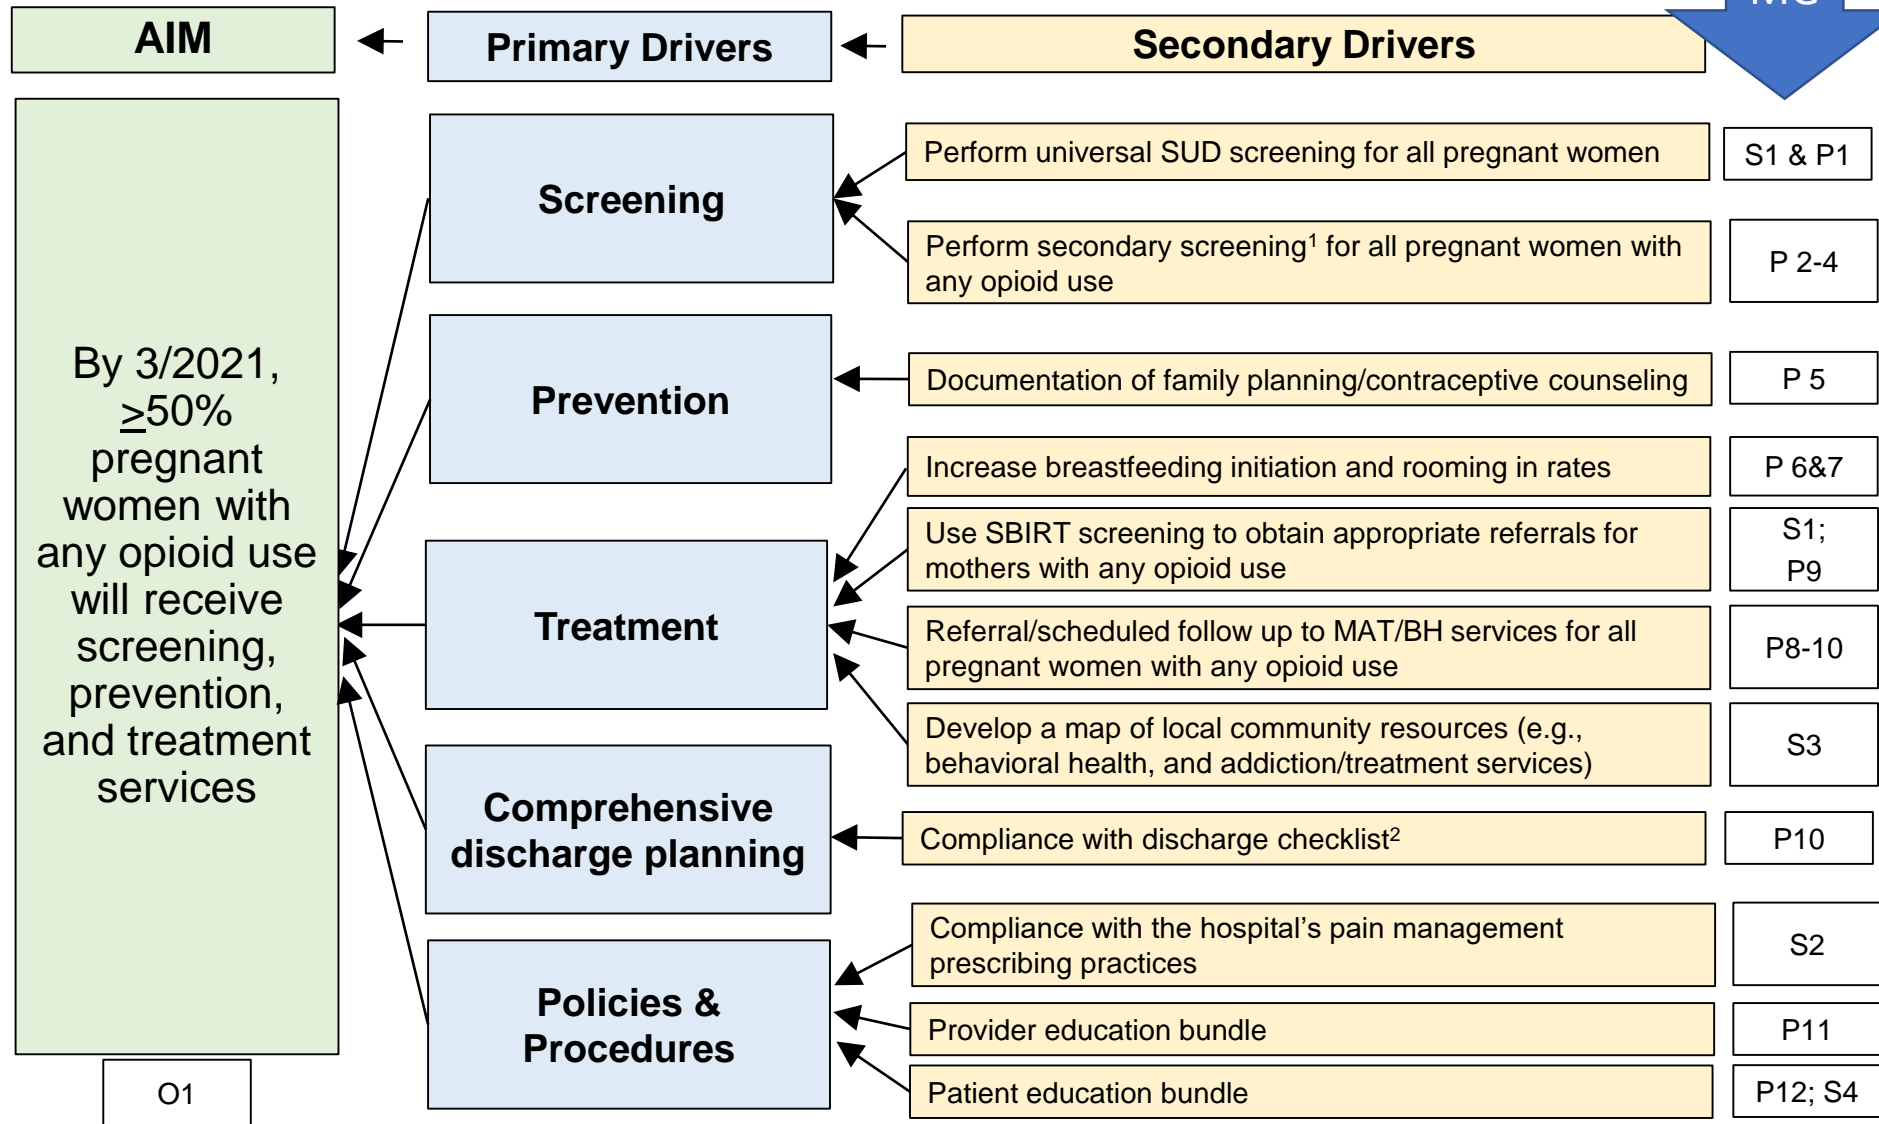 AIM
Primary Drivers
Secondary Drivers
By 3/2021,
≥50%
pregnant
women with
any opioid use
will receive
screening,
prevention,
and treatment
services
O1
Screening
Prevention
Treatment
Comprehensive
discharge planning
Policies &
Procedures
Perform universal SUD screening for all pregnant women
S1 & P1
Perform secondary screening¹ for all pregnant women with
any opioid use
P 2-4
Documentation of family planning/contraceptive counseling
P 5
Increase breastfeeding initiation and rooming in rates
P 6&7
Use SBIRT screening to obtain appropriate referrals for
mothers with any opioid use
S1;
P9
Referral/scheduled follow up to MAT/BH services for all
pregnant women with any opioid use
P8-10
Develop a map of local community resources (e.g.,
behavioral health, and addiction/treatment services)
S3
Compliance with discharge checklist²
P10
Compliance with the hospital’s pain management
prescribing practices
S2
Provider education bundle
P11
Patient education bundle
P12; S4